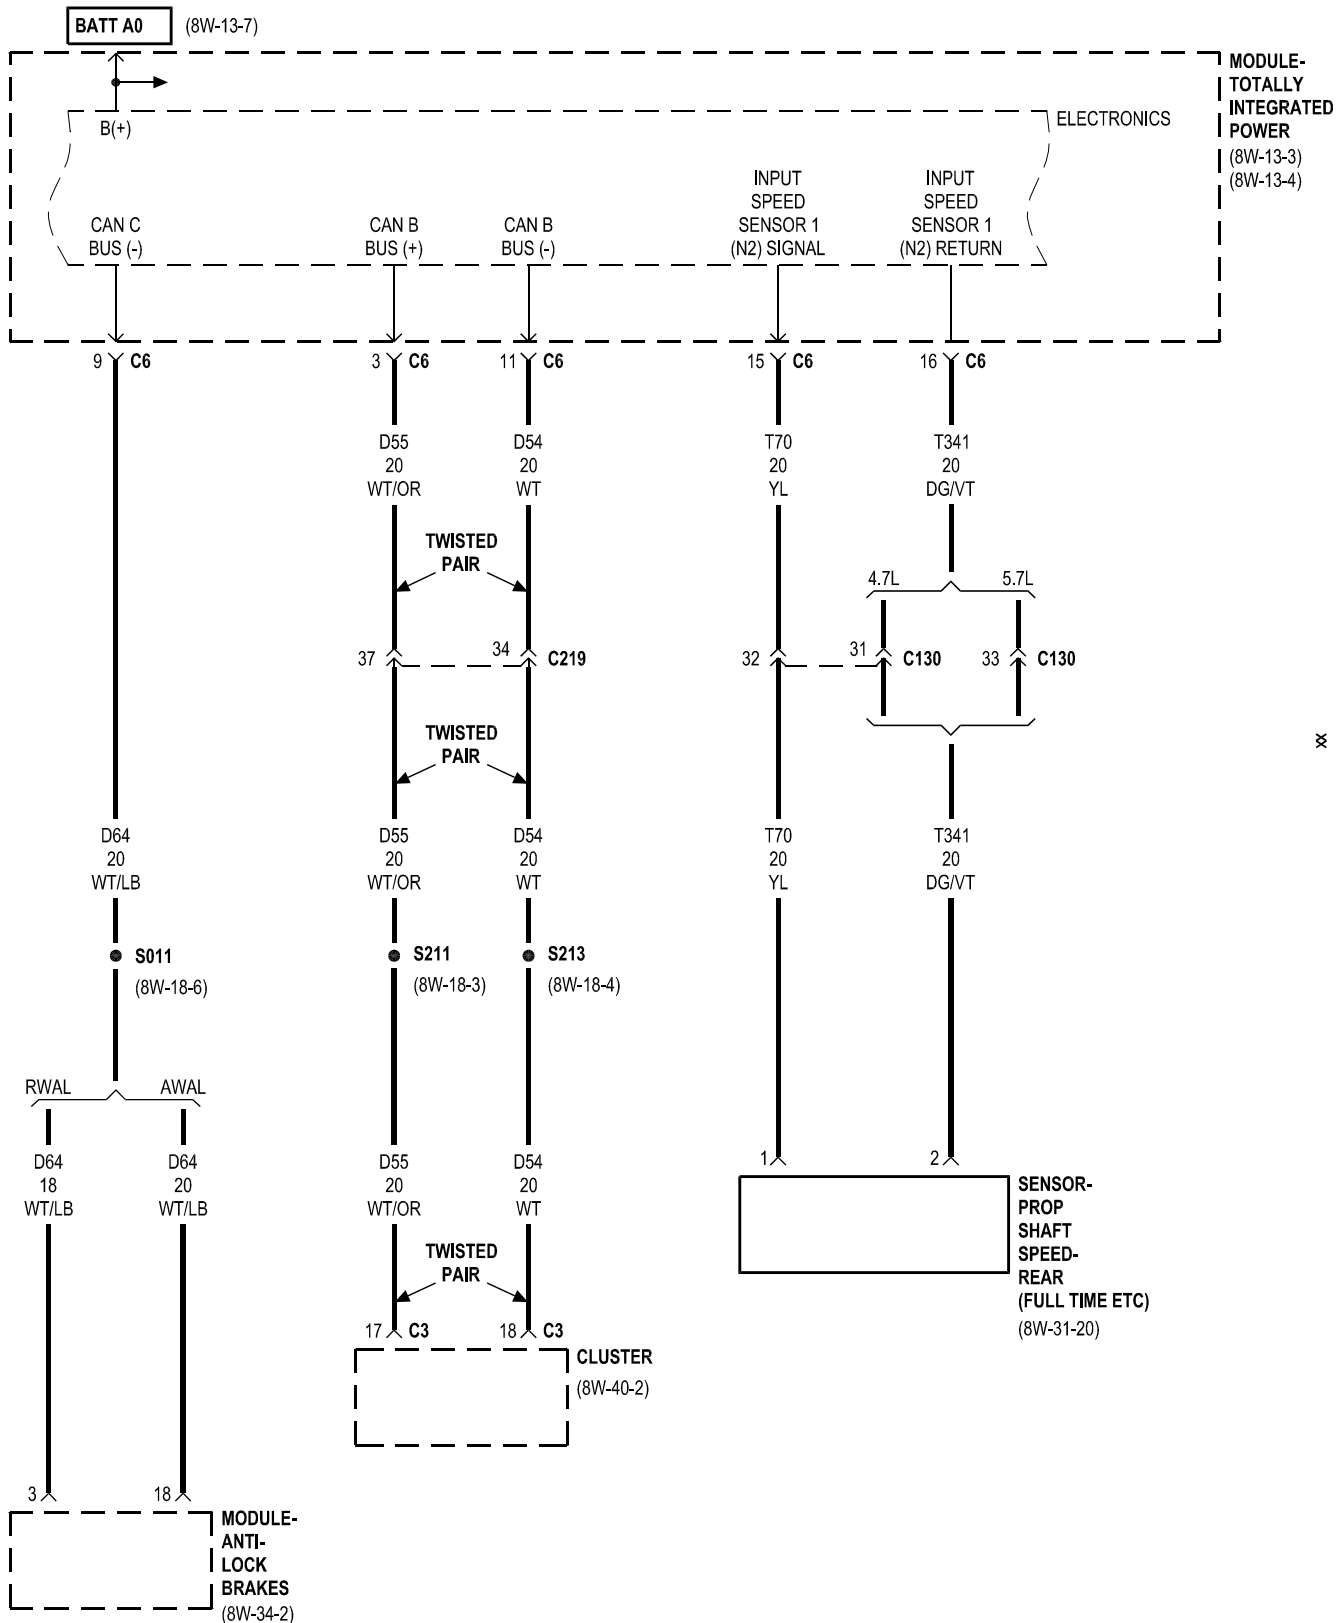 BATT A0 (8W-13-7)
MODULE-
TOTALLY
INTEGRATED
POWER
(8W-13-3)
(8W-13-4)
B(+)
ELECTRONICS
CAN C
BUS (-)
CAN B
BUS (+)
CAN B
BUS (-)
INPUT
SPEED
SENSOR 1
(N2) SIGNAL
INPUT
SPEED
SENSOR 1
(N2) RETURN
9 C6
3 C6
11 C6
15 C6
16 C6
D55
20
WT/OR
D54
20
WT
T70
20
YL
T341
20
DG/VT
TWISTED
PAIR
4.7L
5.7L
37
34 C219
32
31 C130
33 C130
TWISTED
PAIR
XX
D64
20
WT/LB
D55
20
WT/OR
D54
20
WT
T70
20
YL
T341
20
DG/VT
S011
(8W-18-6)
S211
(8W-18-3)
S213
(8W-18-4)
RWAL
AWAL
D64
18
WT/LB
D64
20
WT/LB
D55
20
WT/OR
D54
20
WT
1
2
SENSOR-
PROP
SHAFT
SPEED-
REAR
(FULL TIME ETC)
(8W-31-20)
TWISTED
PAIR
17 C3
18 C3
CLUSTER
(8W-40-2)
3
18
MODULE-
ANTI-
LOCK
BRAKES
(8W-34-2)